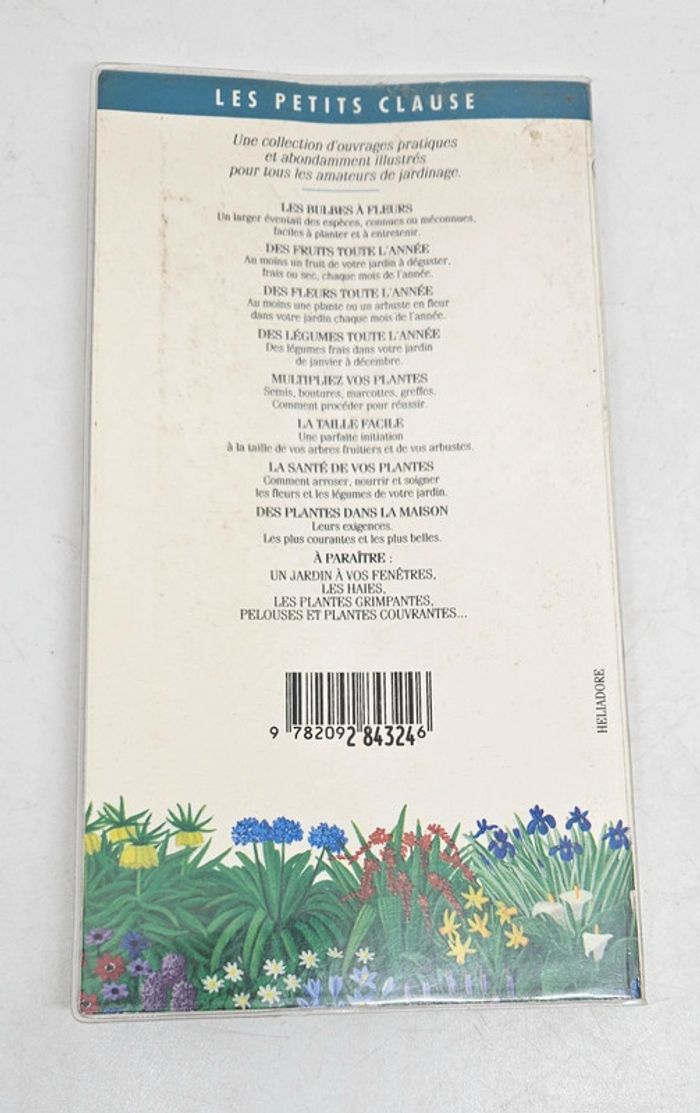 LES PETITS CLAUSE
Une collection d'ouvrages pratiques
et abondamment illustrés
pour tous les amateurs de jardinage.
LES BULBES À FLEURS
Un larger éventail des espèces, connues ou méconnues,
faciles à planter et à entretenir.
DES FRUITS TOUTE L'ANNÉE
Au moins un fruit de votre jardin à déguster,
frais ou sec, chaque mois de l'année.
DES FLEURS TOUTE L'ANNÉE
Au moins une plante ou un arbuste en fleur
dans votre jardin chaque mois de l'année.
DES LÉGUMES TOUTE L'ANNÉE
Des légumes frais dans votre jardin
de janvier à décembre.
MULTIPLIEZ VOS PLANTES
Semis, boutures, marcottes, greffes.
Comment procéder pour réussir.
LA TAILLE FACILE
Une parfaite initiation
à la taille de vos arbres fruitiers et de vos arbustes.
LA SANTÉ DE VOS PLANTES
Comment arroser, nourrir et soigner
les fleurs et les légumes de votre jardin.
DES PLANTES DANS LA MAISON
Leurs exigences.
Les plus courantes et les plus belles.
À PARAÎTRE :
UN JARDIN À VOS FENÊTRES,
LES HAIES,
LES PLANTES GRIMPANTES,
PELOUSES ET PLANTES COUVRANTES...
HELIADORE
9 782092 843246